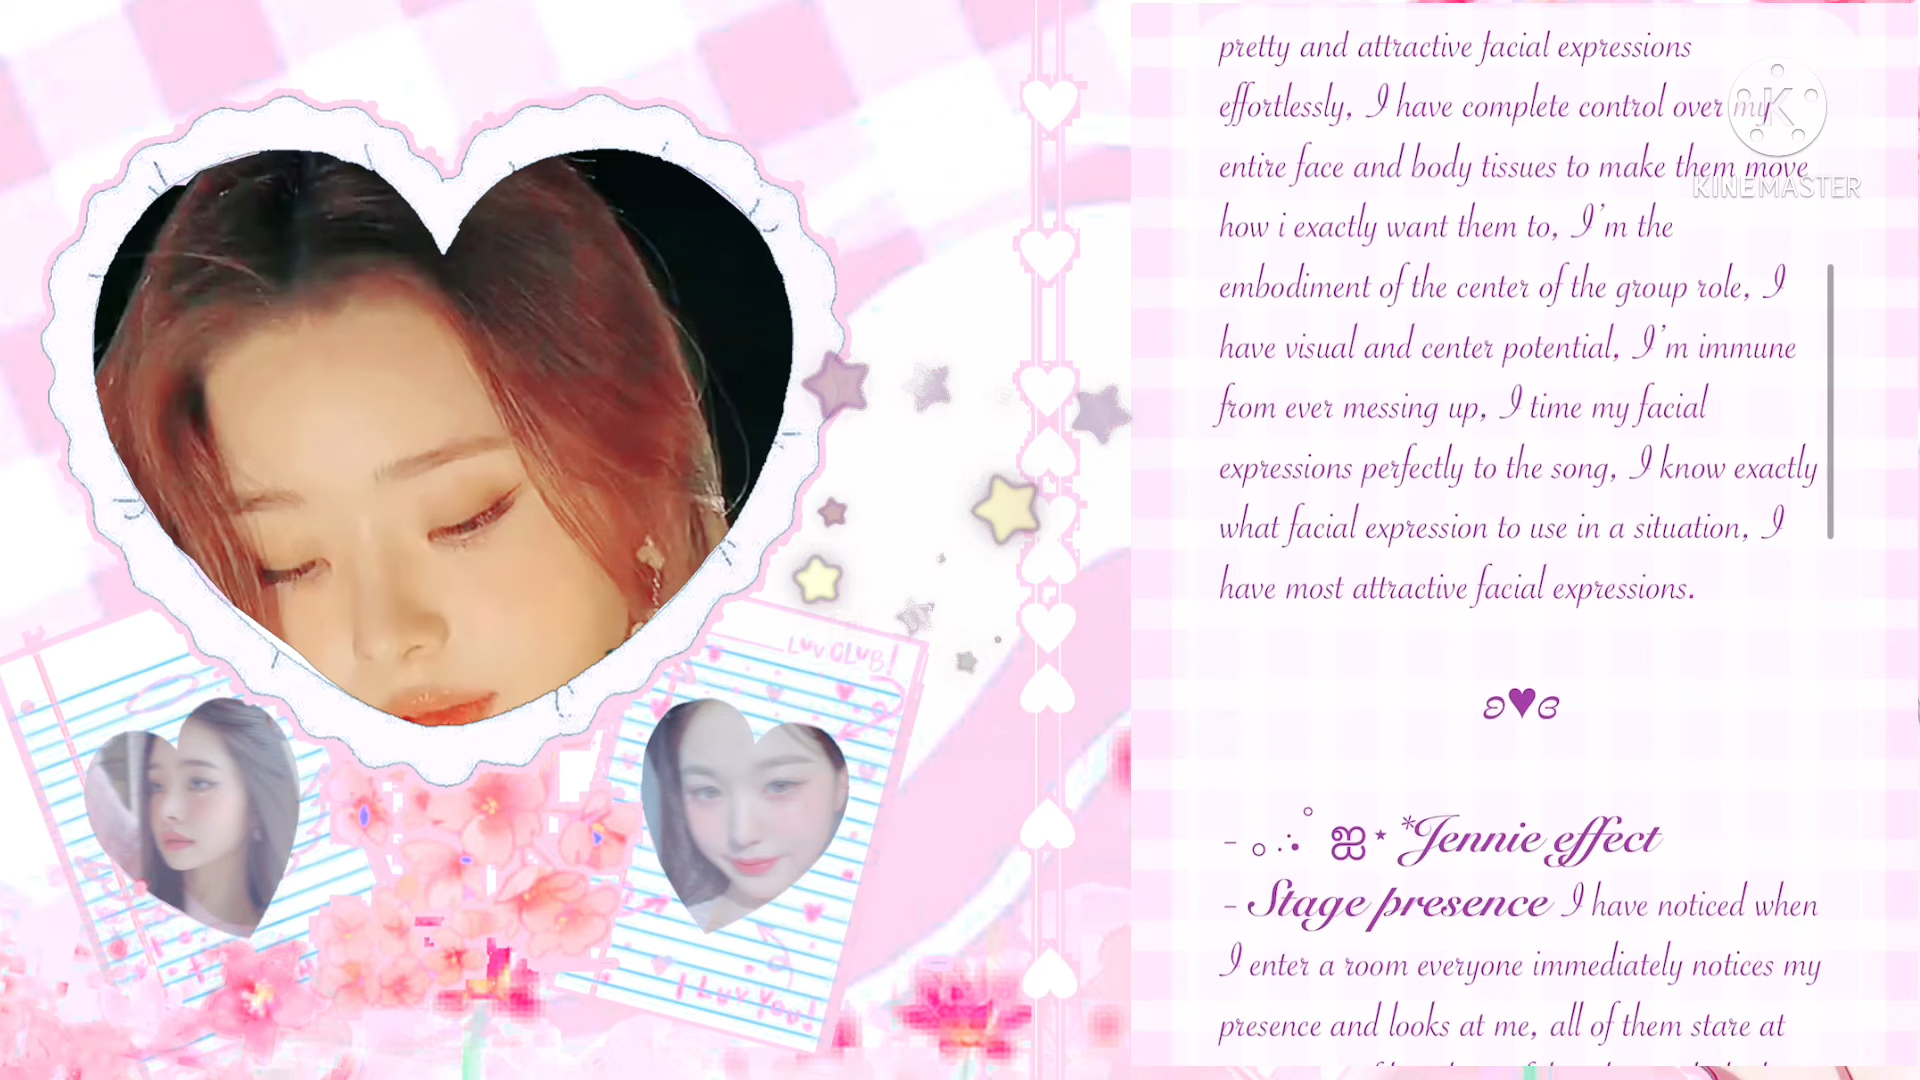 LUV CLUB!
I LUV YOU!
pretty and attractive facial expressions
effortlessly, I have complete control over my
entire face and body tissues to make them move
how i exactly want them to, I'm the
embodiment of the center of the group role, I
have visual and center potential, I'm immune
from ever messing up, I time my facial
expressions perfectly to the song, I know exactly
what facial expression to use in a situation, I
have most attractive facial expressions.
ʚ♥ɞ
- ｡ ∴ ﾟ ஐ⋆ *Jennie effect
- Stage presence I have noticed when
I enter a room everyone immediately notices my
presence and looks at me, all of them stare at
K
KINEMASTER